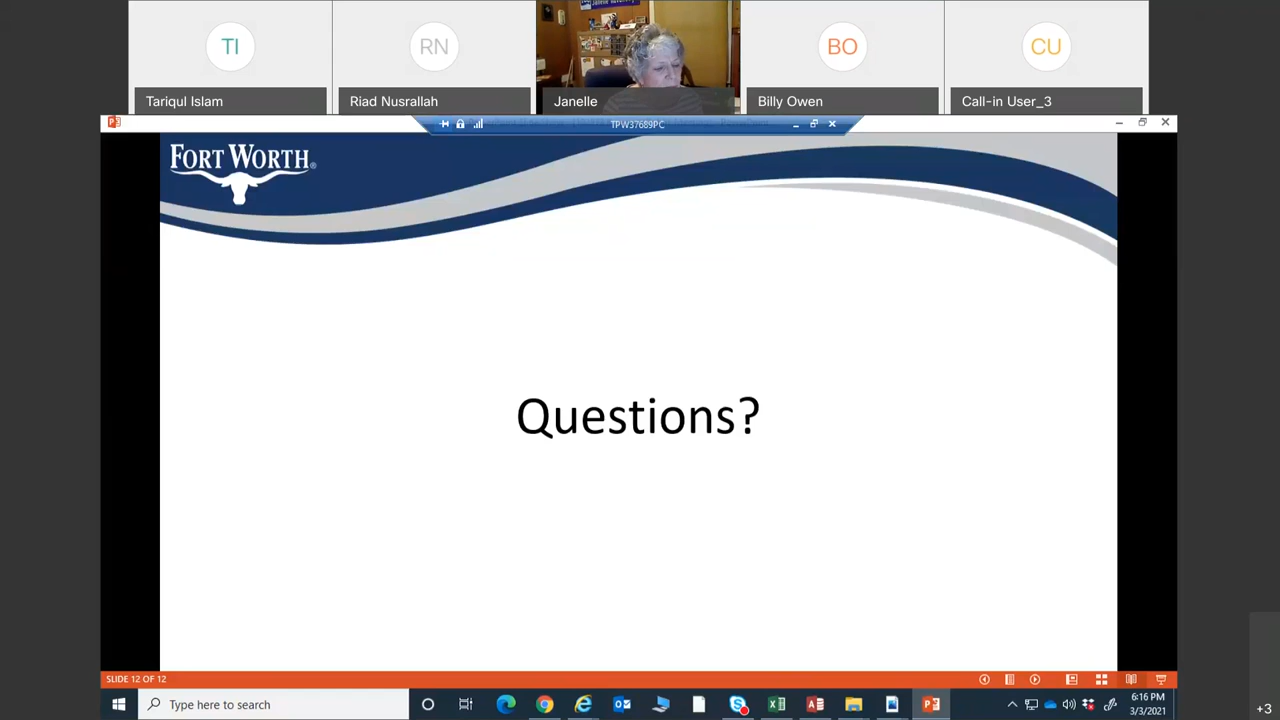 TI
RN
BO
CU
Tariqul Islam
Riad Nusrallah
Janelle
Billy Owen
Call-in User_3
TPW37689PC
FORT WORTH®
Questions?
SLIDE 12 OF 12
Type here to search
6:16 PM
3/3/2021
+3